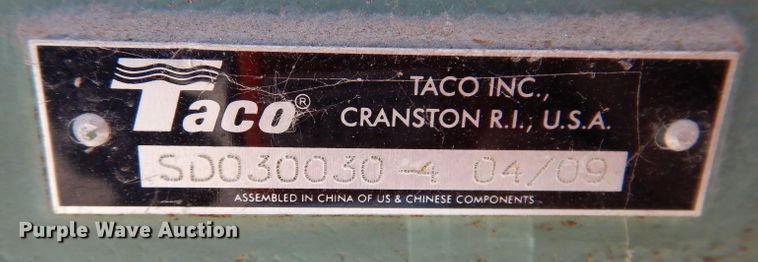 Taco®
TACO INC.,
CRANSTON R.I., U.S.A.
SD030030-4 04/09
ASSEMBLED IN CHINA OF US & CHINESE COMPONENTS
Purple Wave Auction